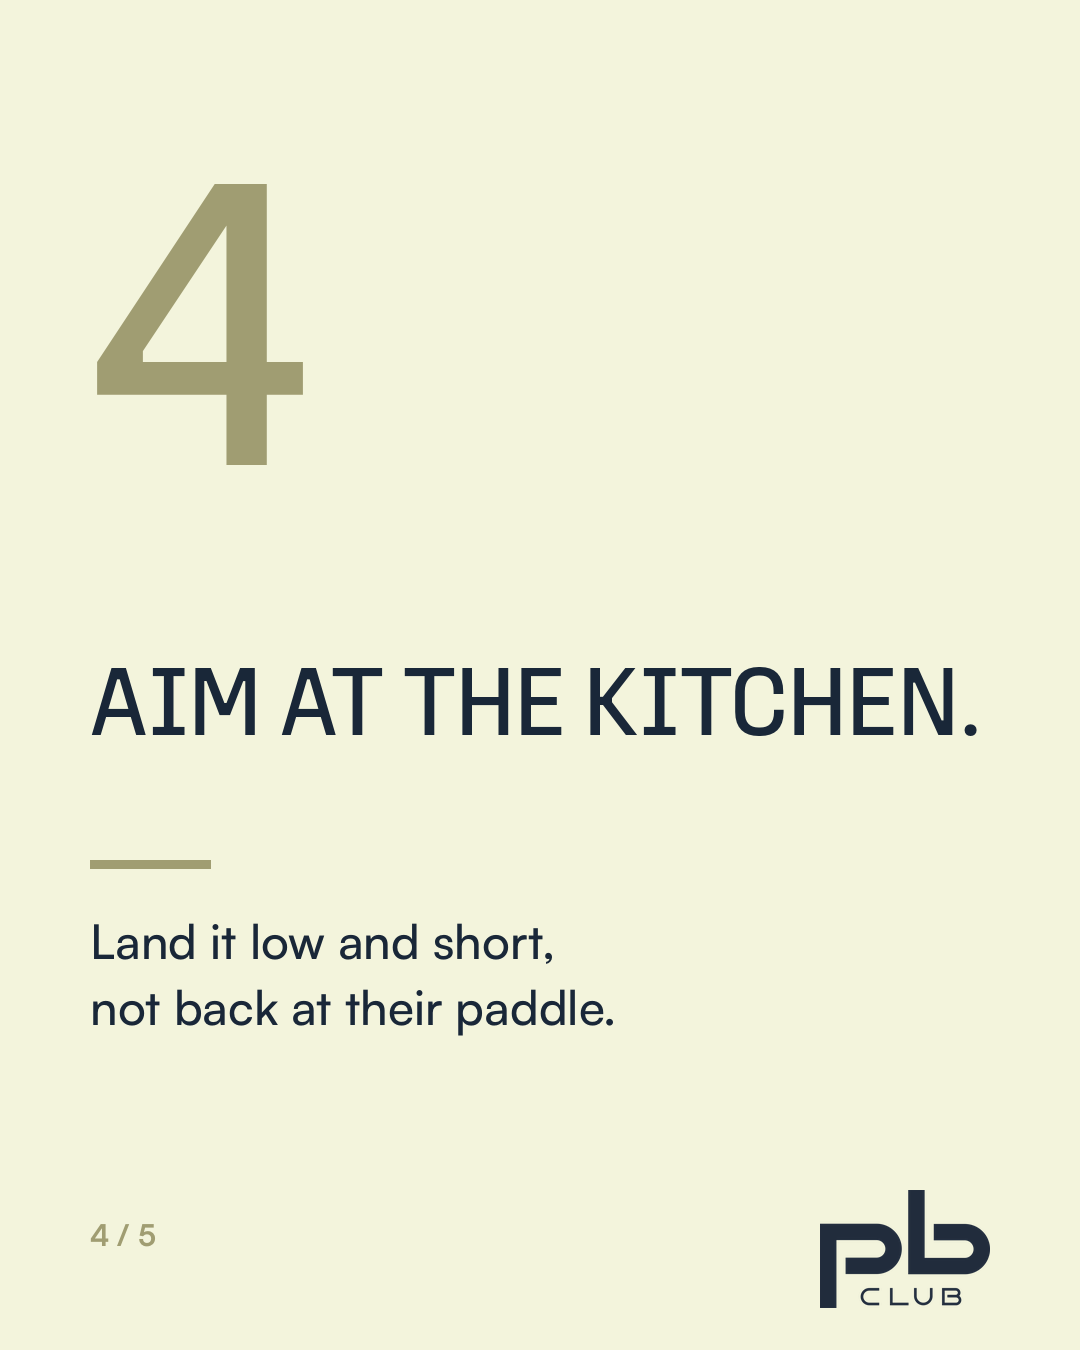 4
AIM AT THE KITCHEN.
Land it low and short,
not back at their paddle.
4 / 5
pb
CLUB